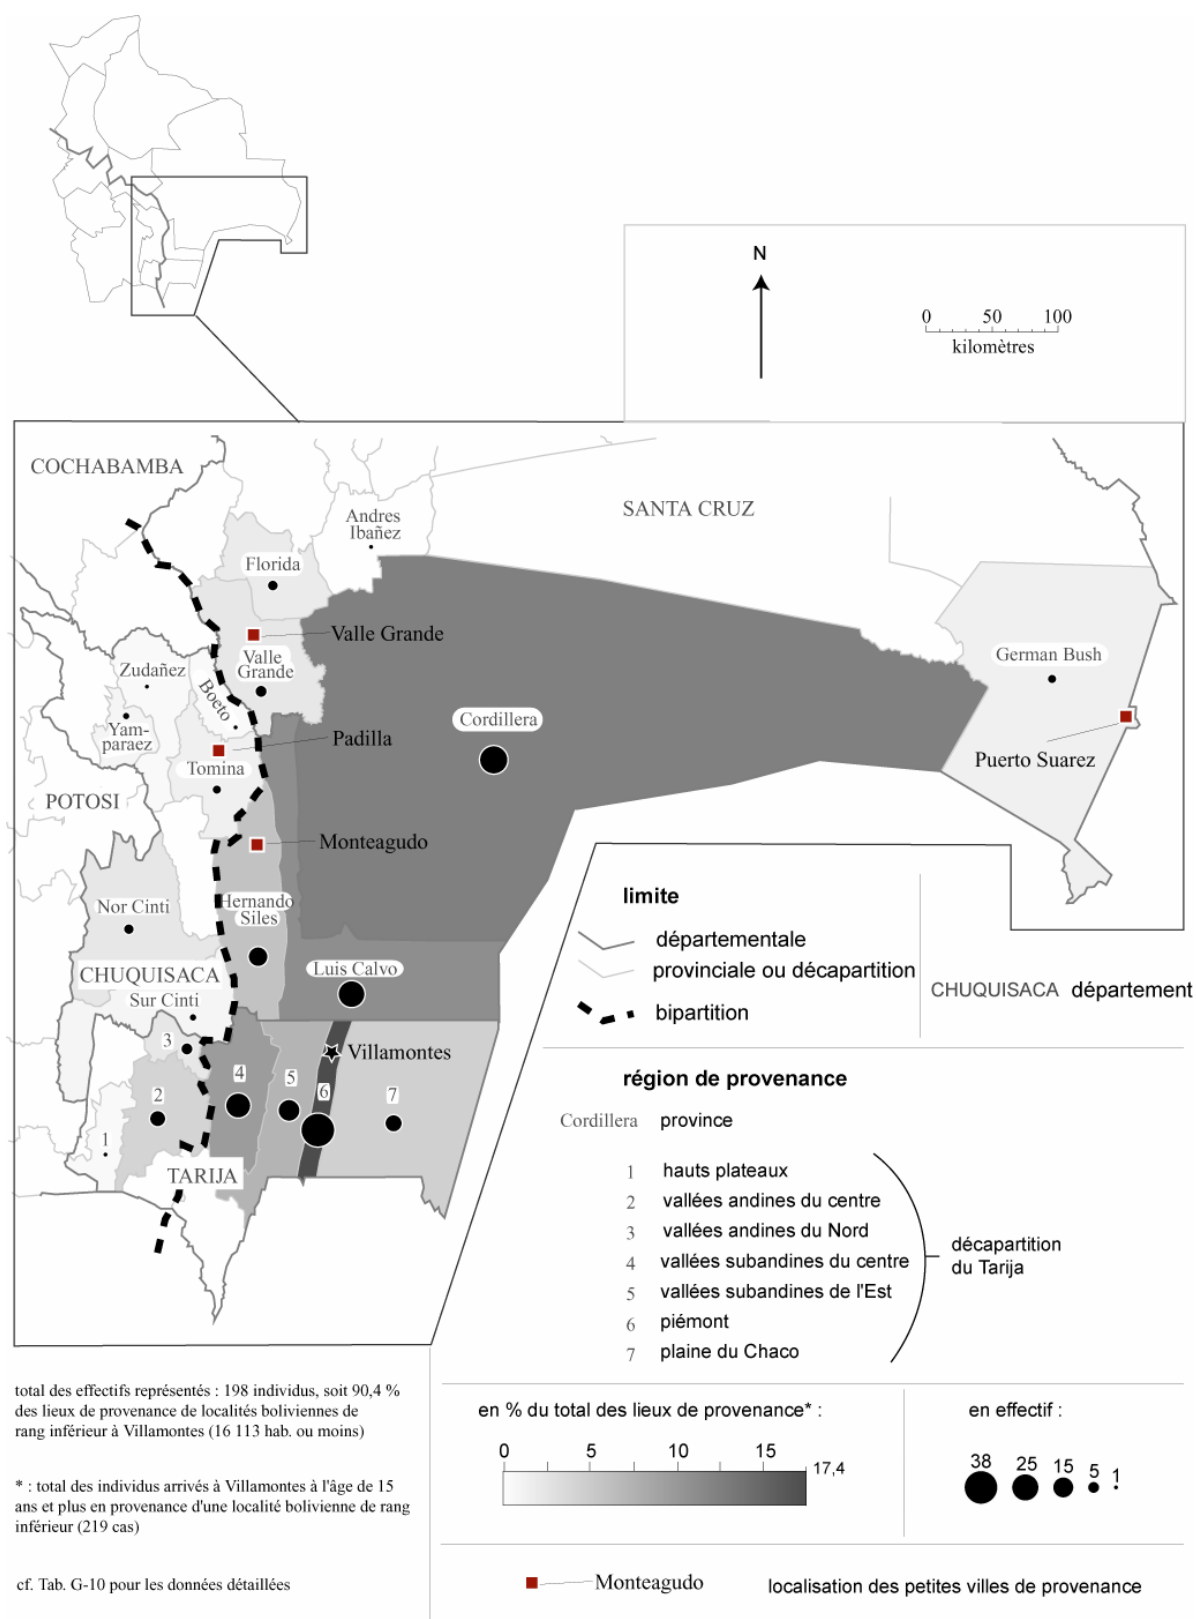 N
0 50 100
kilomètres
COCHABAMBA
Andres
Ibañez
SANTA CRUZ
Florida
Valle Grande
Valle
Grande
German Bush
Zudañez
Boeto
Yam-
paraez
Cordillera
Padilla
Tomina
Puerto Suarez
POTOSI
Monteagudo
Hernando
Siles
Nor Cinti
Luis Calvo
CHUQUISACA
Sur Cinti
3
Villamontes
4
5
6
7
2
1
TARIJA
limite
départementale
provinciale ou décapartition
bipartition
CHUQUISACA département
région de provenance
Cordillera province
1 hauts plateaux
2 vallées andines du centre
3 vallées andines du Nord
4 vallées subandines du centre
5 vallées subandines de l'Est
6 piémont
7 plaine du Chaco
décapartition
du Tarija
total des effectifs représentés : 198 individus, soit 90,4 %
des lieux de provenance de localités boliviennes de
rang inférieur à Villamontes (16 113 hab. ou moins)
* : total des individus arrivés à Villamontes à l'âge de 15
ans et plus en provenance d'une localité bolivienne de rang
inférieur (219 cas)
cf. Tab. G-10 pour les données détaillées
en % du total des lieux de provenance* :
0 5 10 15
17,4
en effectif :
38 25 15 5 1
Monteagudo localisation des petites villes de provenance